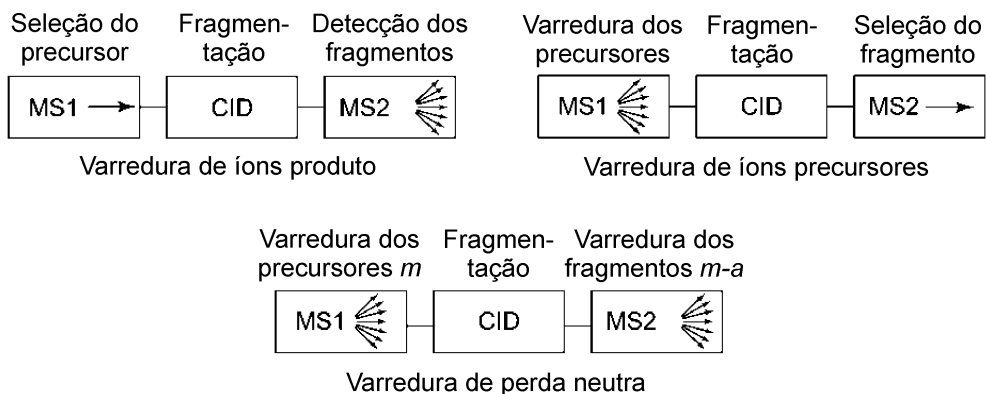 Seleção do
precursor
Fragmen-
tação
Detecção dos
fragmentos
MS1
CID
MS2
Varredura de íons produto
Varredura dos
precursores
Fragmen-
tação
Seleção do
fragmento
MS1
CID
MS2
Varredura de íons precursores
Varredura dos
precursores m
Fragmen-
tação
Varredura dos
fragmentos m-a
MS1
CID
MS2
Varredura de perda neutra